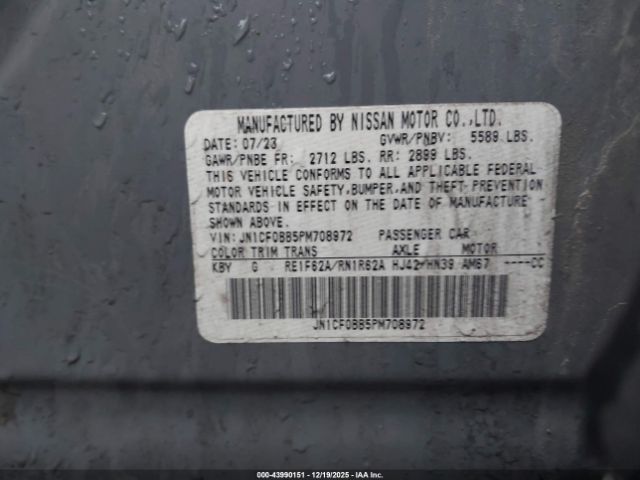 MANUFACTURED BY NISSAN MOTOR CO.,LTD.
DATE: 07/23 GVWR/PNBV: 5589 LBS.
GAWR/PNBE FR: 2712 LBS. RR: 2899 LBS.
THIS VEHICLE CONFORMS TO ALL APPLICABLE FEDERAL
MOTOR VEHICLE SAFETY,BUMPER,AND THEFT PREVENTION
STANDARDS IN EFFECT ON THE DATE OF MANUFACTURE
SHOWN ABOVE.
VIN: JN1CF0BB5PM708972 PASSENGER CAR
COLOR TRIM TRANS AXLE MOTOR
KBY G RE1F62A/RN1R62A HJ42 HN39 AM67 ----CC
JN1CF0BB5PM708972
000-43990151 - 12/19/2025 - IAAI.COM